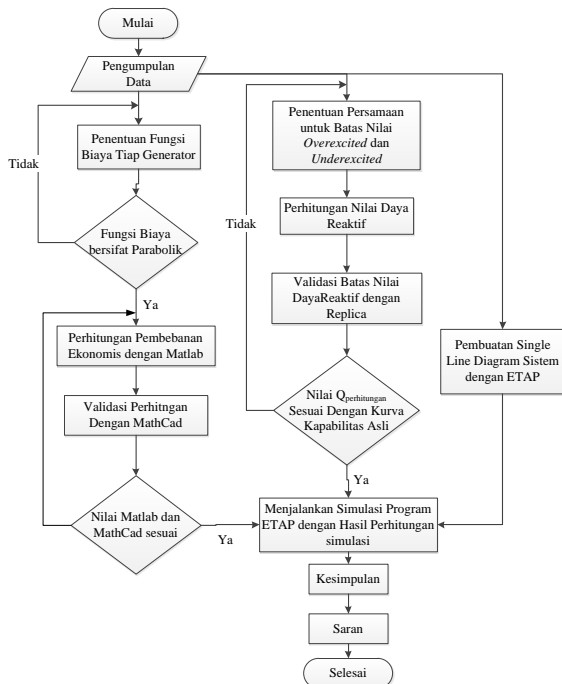 Mulai
Pengumpulan
Data
Penentuan Fungsi
Biaya Tiap Generator
Tidak
Fungsi Biaya
bersifat Parabolik
Ya
Perhitungan Pembebanan
Ekonomis dengan Matlab
Validasi Perhitngan
Dengan MathCad
Nilai Matlab dan
MathCad sesuai
Ya
Penentuan Persamaan
untuk Batas Nilai
Overexcited dan
Underexcited
Tidak
Perhitungan Nilai Daya
Reaktif
Validasi Batas Nilai
DayaReaktif dengan
Replica
Nilai Qperhitungan
Sesuai Dengan Kurva
Kapabilitas Asli
Ya
Pembuatan Single
Line Diagram Sistem
dengan ETAP
Menjalankan Simulasi Program
ETAP dengan Hasil Perhitungan
simulasi
Kesimpulan
Saran
Selesai